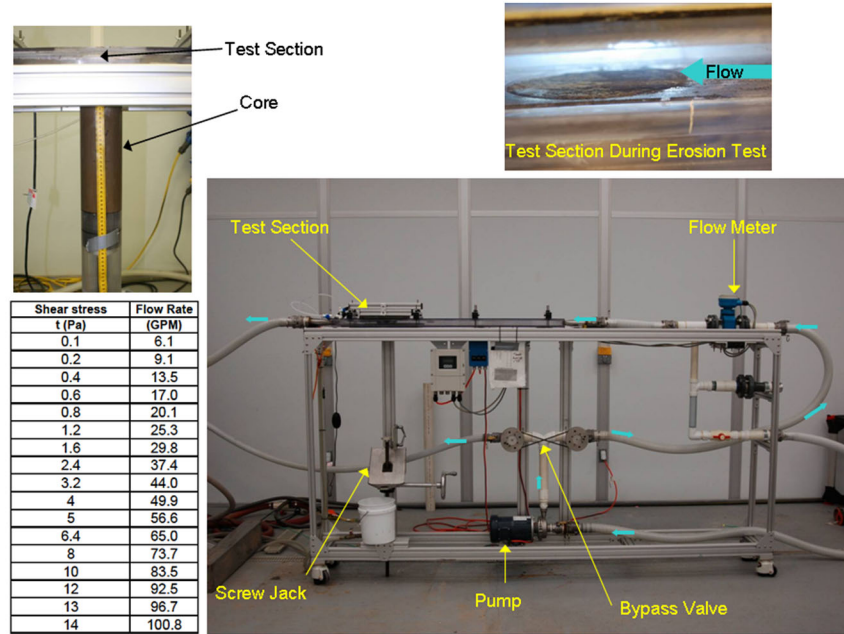 Test Section
Core
Flow
Test Section During Erosion Test
Test Section
Flow Meter
Screw Jack
Pump
Bypass Valve
Shear stress Flow Rate
t (Pa) (GPM)
0.1 6.1
0.2 9.1
0.4 13.5
0.6 17.0
0.8 20.1
1.2 25.3
1.6 29.8
2.4 37.4
3.2 44.0
4 49.9
5 56.6
6.4 65.0
8 73.7
10 83.5
12 92.5
13 96.7
14 100.8